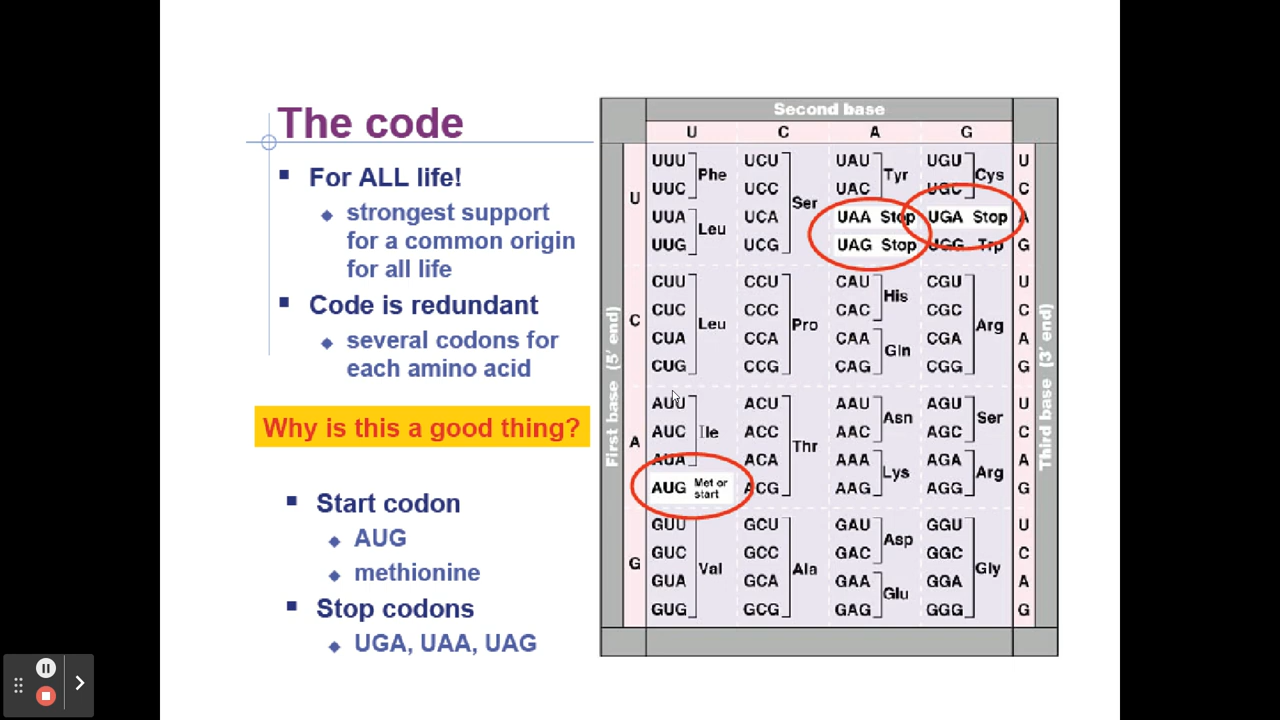 The code
For ALL life!
strongest support
for a common origin
for all life
Code is redundant
several codons for
each amino acid
Why is this a good thing?
Start codon
AUG
methionine
Stop codons
UGA, UAA, UAG
Second base
U C A G
First base (5' end)
Third base (3' end)
U
UUU UCU UAU UGU U
Phe Tyr Cys
UUC UCC UAC UGC C
Ser
UUA UCA UAA Stop UGA Stop A
Leu
UUG UCG UAG Stop UGG Trp G
C
CUU CCU CAU CGU U
His
CUC CCC CAC CGC C
Leu Pro Arg
CUA CCA CAA CGA A
Gln
CUG CCG CAG CGG G
A
AUU ACU AAU AGU U
Asn Ser
AUC Ile ACC AAC AGC C
Thr
AUA ACA AAA AGA A
Lys Arg
AUG Met or start ACG AAG AGG G
G
GUU GCU GAU GGU U
Asp
GUC GCC GAC GGC C
Val Ala Gly
GUA GCA GAA GGA A
Glu
GUG GCG GAG GGG G